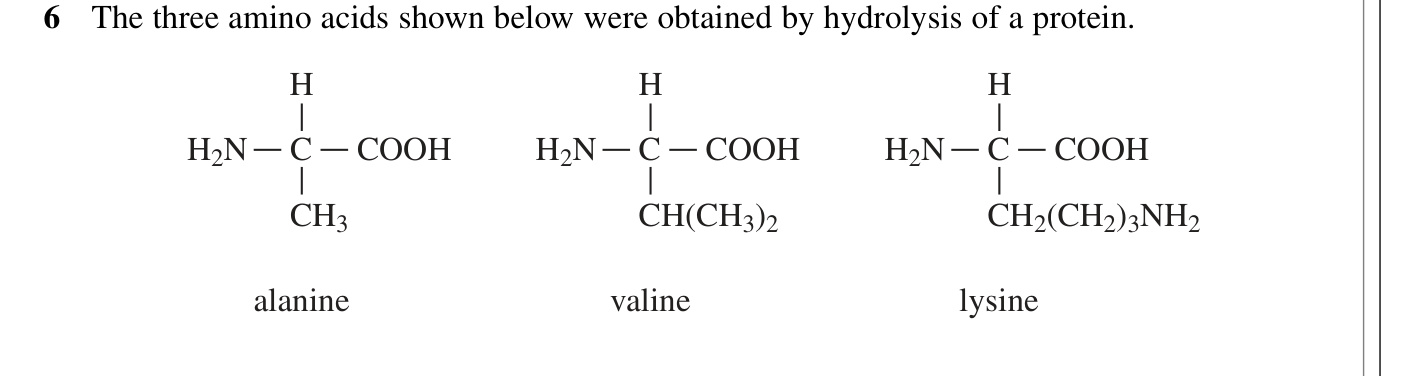 6 The three amino acids shown below were obtained by hydrolysis of a protein.
H H H
H₂N — C — COOH H₂N — C — COOH H₂N — C — COOH
CH₃ CH(CH₃)₂ CH₂(CH₂)₃NH₂
alanine valine lysine